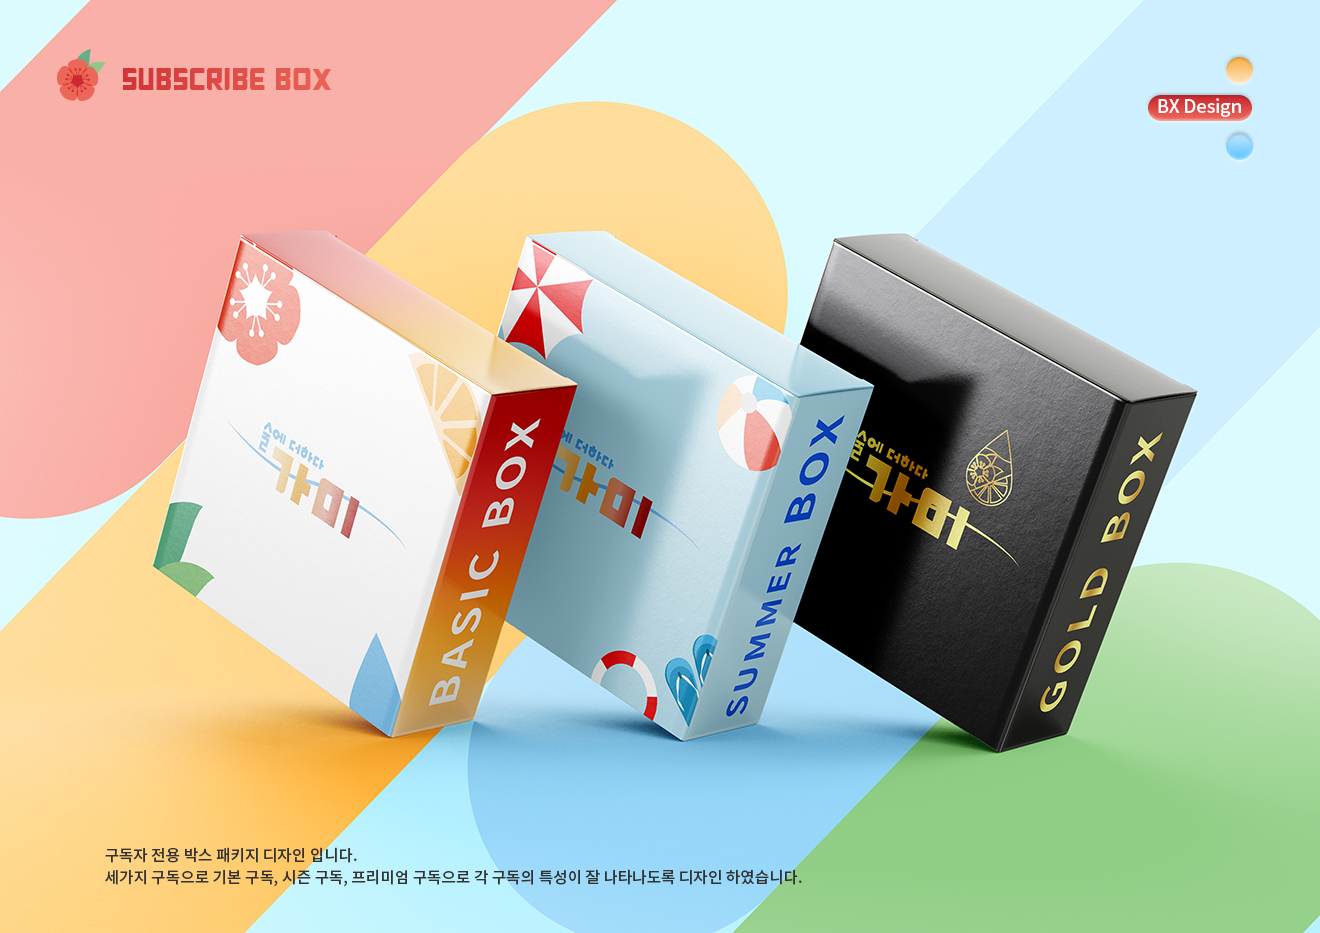 SUBSCRIBE BOX
BX Design
술에 더하다
가미
BASIC BOX
에 더하다
가미
SUMMER BOX
술에 더하다
가미
GOLD BOX
구독자 전용 박스 패키지 디자인 입니다.
세가지 구독으로 기본 구독, 시즌 구독, 프리미엄 구독으로 각 구독의 특성이 잘 나타나도록 디자인 하였습니다.